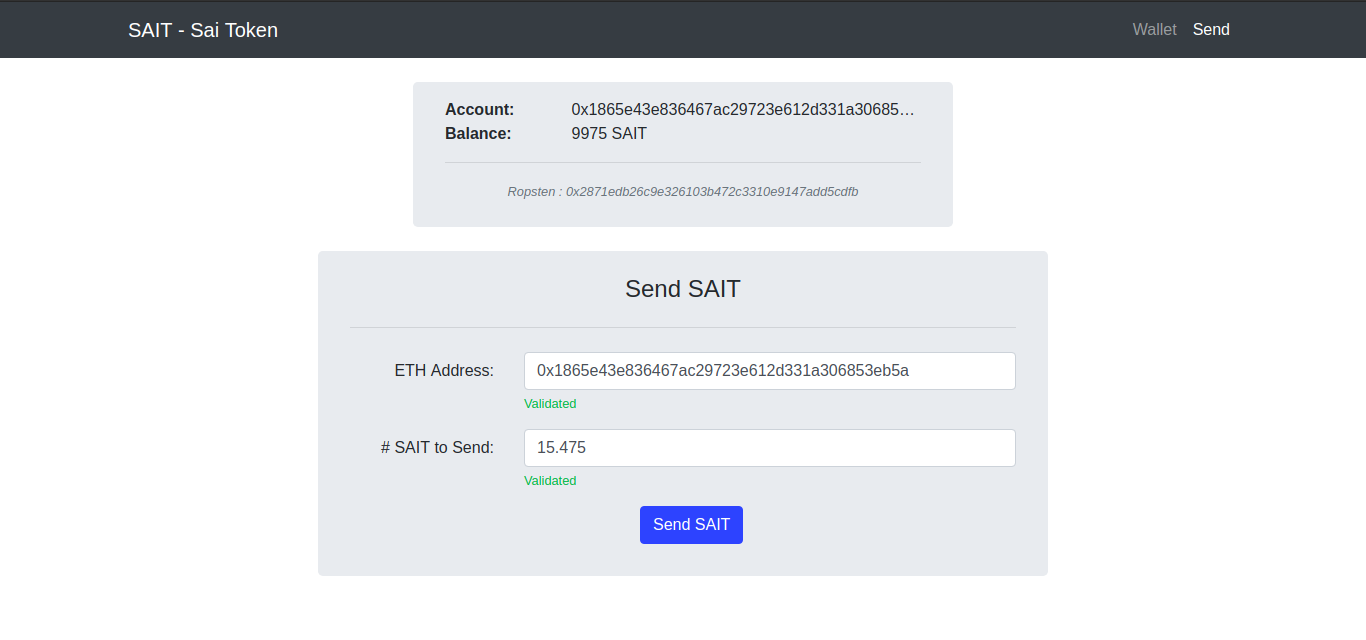 SAIT - Sai Token Wallet Send
Account: 0x1865e43e836467ac29723e612d331a30685…
Balance: 9975 SAIT
Ropsten : 0x2871edb26c9e326103b472c3310e9147add5cdfb
Send SAIT
ETH Address: 0x1865e43e836467ac29723e612d331a306853eb5a
Validated
# SAIT to Send: 15.475
Validated
Send SAIT